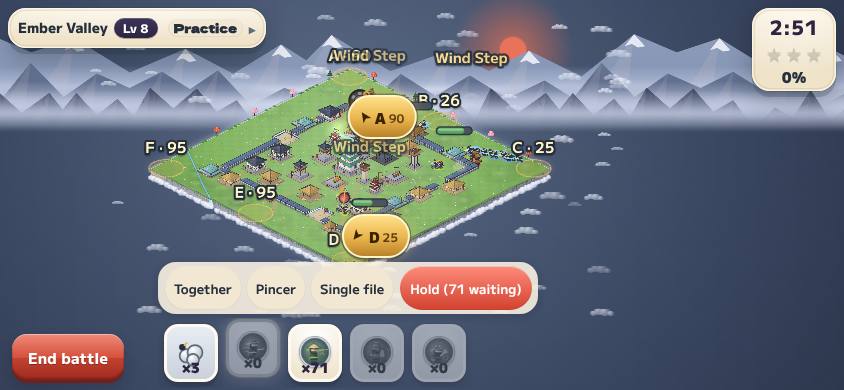 Ember Valley Lv 8 Practice ▸
2:51
0%
Wind Step
Wind Step
B · 26
A 90
Wind Step
F · 95
C · 25
E · 95
D
D 25
Together
Pincer
Single file
Hold (71 waiting)
End battle
×3
×0
×71
×0
×0